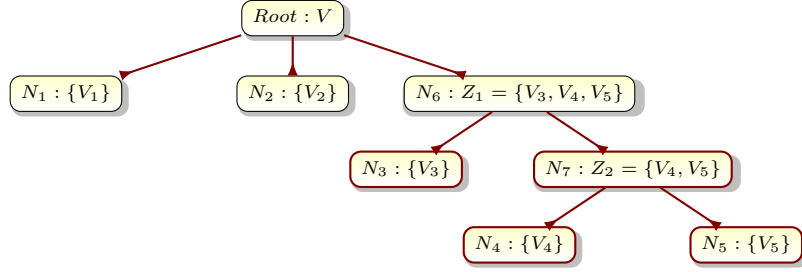 Root : V
N₁ : {V₁}
N₂ : {V₂}
N₆ : Z₁ = {V₃, V₄, V₅}
N₃ : {V₃}
N₇ : Z₂ = {V₄, V₅}
N₄ : {V₄}
N₅ : {V₅}